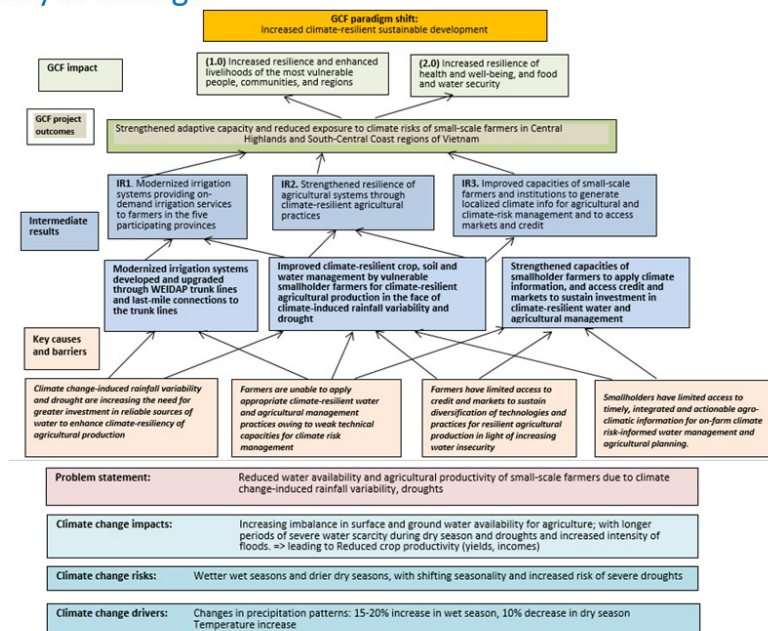 GCF paradigm shift:
Increased climate-resilient sustainable development
GCF impact
(1.0) Increased resilience and enhanced
livelihoods of the most vulnerable
people, communities, and regions
(2.0) Increased resilience of
health and well-being, and food
and water security
GCF project
outcomes
Strengthened adaptive capacity and reduced exposure to climate risks of small-scale farmers in Central
Highlands and South-Central Coast regions of Vietnam
IR1. Modernized irrigation
systems providing on-
demand irrigation services
to farmers in the five
participating provinces
IR2. Strengthened resilience of
agricultural systems through
climate-resilient agricultural
practices
IR3. Improved capacities of small-scale
farmers and institutions to generate
localized climate info for agricultural and
climate-risk management and to access
markets and credit
Intermediate
results
Modernized irrigation systems
developed and upgraded
through WEIDAP trunk lines
and last-mile connections to
the trunk lines
Improved climate-resilient crop, soil and
water management by vulnerable
smallholder farmers for climate-resilient
agricultural production in the face of
climate-induced rainfall variability and
drought
Strengthened capacities of
smallholder farmers to apply climate
information, and access credit and
markets to sustain investment in
climate-resilient water and
agricultural management
Key causes
and barriers
Climate change-induced rainfall variability
and drought are increasing the need for
greater investment in reliable sources of
water to enhance climate-resiliency of
agricultural production
Farmers are unable to apply
appropriate climate-resilient water
and agricultural management
practices owing to weak technical
capacities for climate risk
management
Farmers have limited access to
credit and markets to sustain
diversification of technologies and
practices for resilient agricultural
production in light of increasing
water insecurity
Smallholders have limited access to
timely, integrated and actionable agro-
climatic information for on-farm climate
risk-informed water management and
agricultural planning.
Problem statement: Reduced water availability and agricultural productivity of small-scale farmers due to climate
change-induced rainfall variability, droughts
Climate change impacts: Increasing imbalance in surface and ground water availability for agriculture; with longer
periods of severe water scarcity during dry season and droughts and increased intensity of
floods. => leading to Reduced crop productivity (yields, incomes)
Climate change risks: Wetter wet seasons and drier dry seasons, with shifting seasonality and increased risk of severe droughts
Climate change drivers: Changes in precipitation patterns: 15-20% increase in wet season, 10% decrease in dry season
Temperature increase